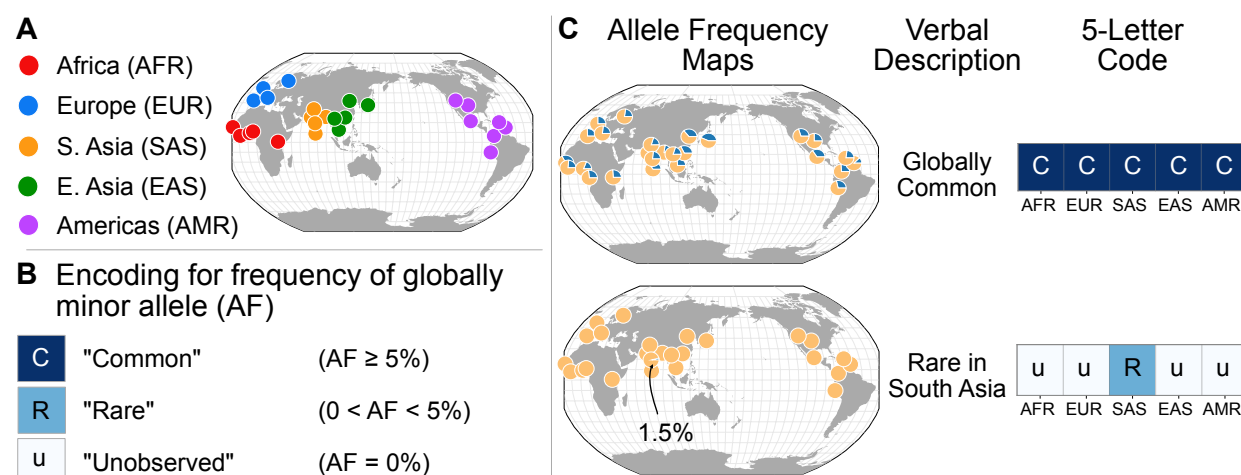 A
Africa (AFR)
Europe (EUR)
S. Asia (SAS)
E. Asia (EAS)
Americas (AMR)
B Encoding for frequency of globally
minor allele (AF)
C "Common" (AF ≥ 5%)
R "Rare" (0 < AF < 5%)
u "Unobserved" (AF = 0%)
C Allele Frequency
Maps
Verbal
Description
5-Letter
Code
Globally
Common
C C C C C
AFR EUR SAS EAS AMR
1.5%
Rare in
South Asia
u u R u u
AFR EUR SAS EAS AMR